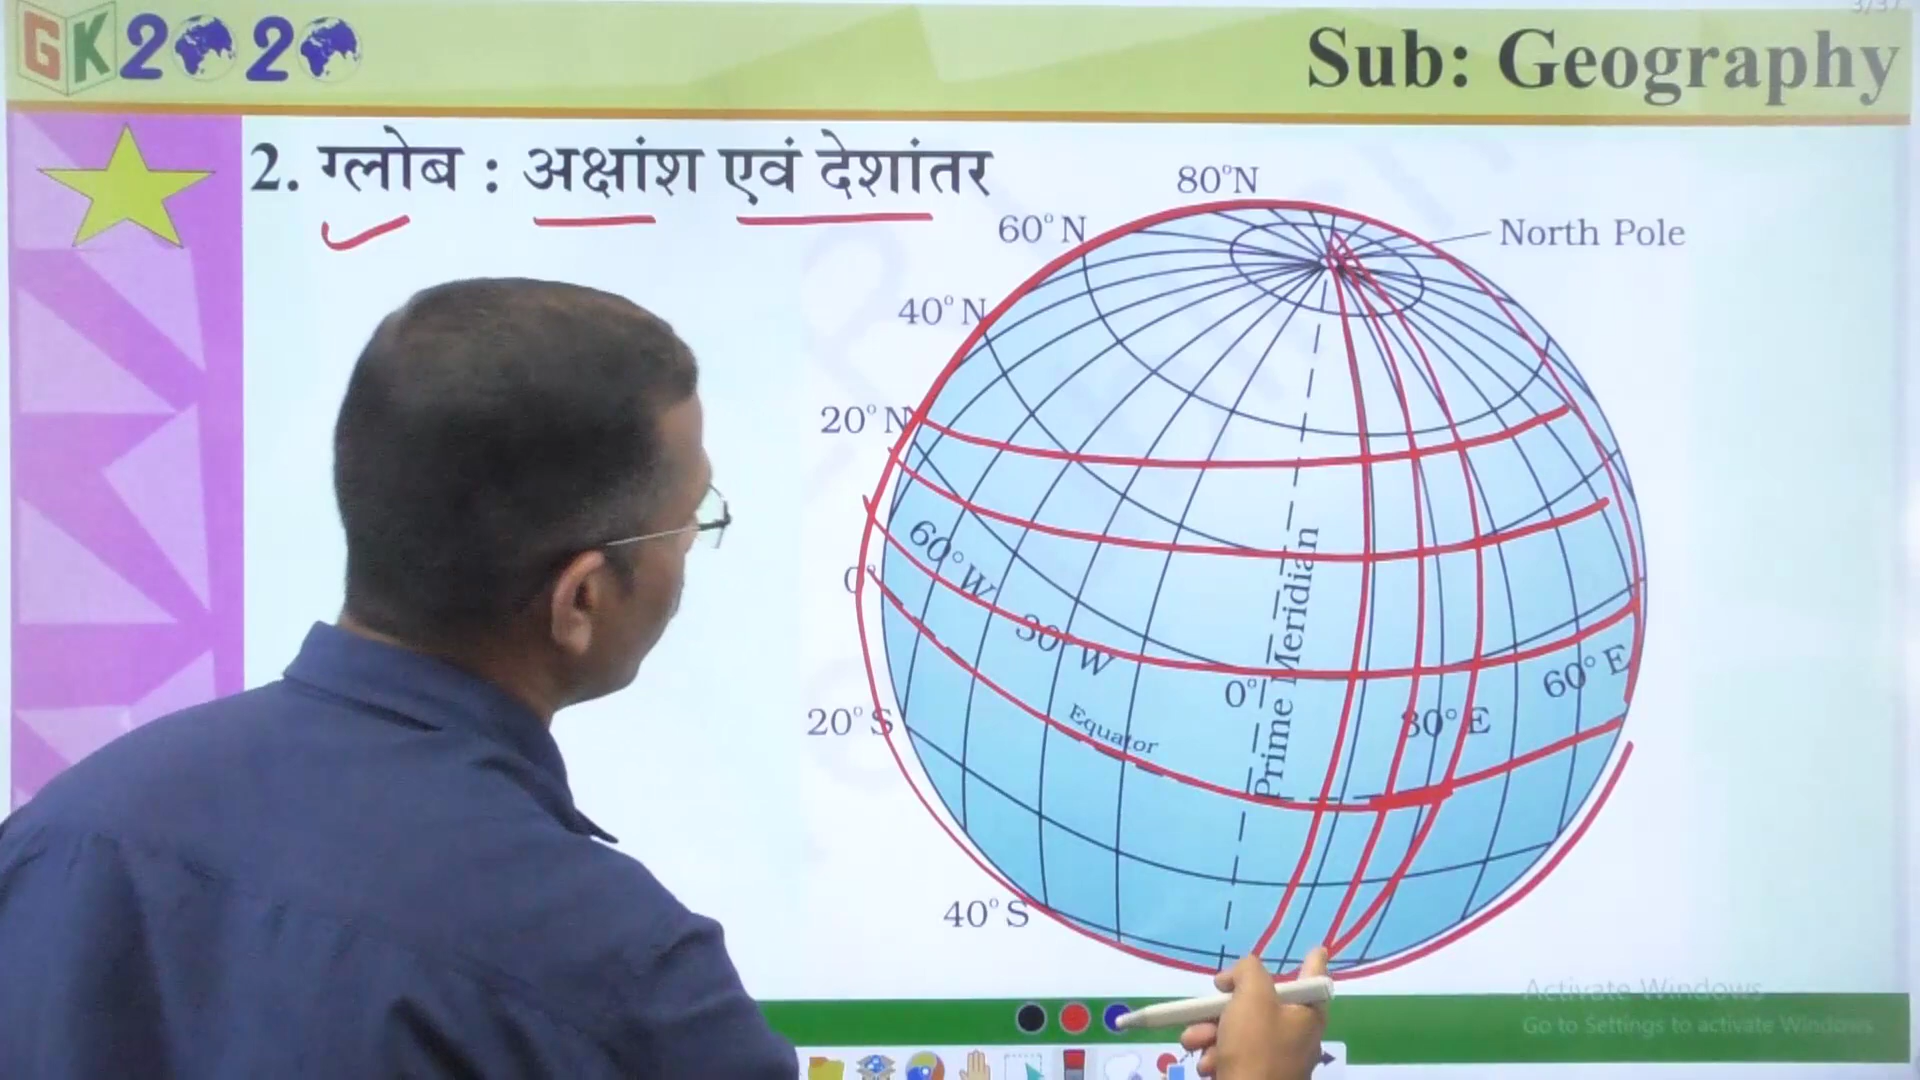 GK2020
Sub: Geography
2. ग्लोब : अक्षांश एवं देशांतर
80°N
60°N
North Pole
40°N
20°N
60°W
0°
30°W
Prime Meridian
60°E
0°
30°E
20°S
Equator
40°S
Activate Windows
Go to Settings to activate Windows.